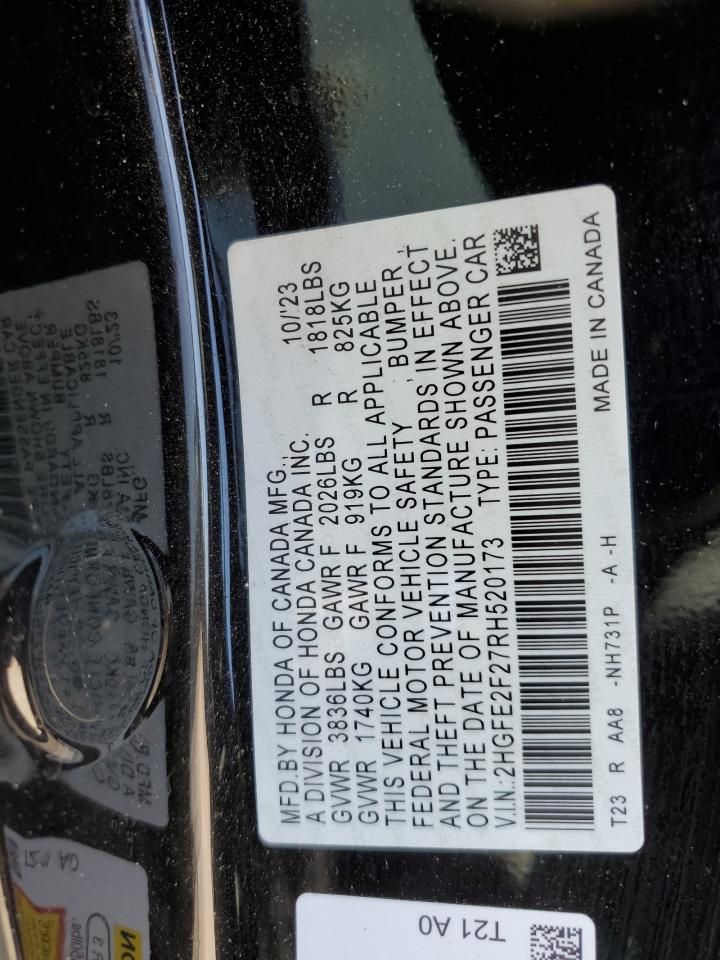 MFD.BY HONDA OF CANADA MFG., 10/'23
A DIVISION OF HONDA CANADA INC.
GVWR 3836LBS GAWR F 2026LBS R 1818LBS
GVWR 1740KG GAWR F 919KG R 825KG
THIS VEHICLE CONFORMS TO ALL APPLICABLE
FEDERAL MOTOR VEHICLE SAFETY , BUMPER ,
AND THEFT PREVENTION STANDARDS IN EFFECT
ON THE DATE OF MANUFACTURE SHOWN ABOVE.
V.I.N.:2HGFE2F27RH520173 TYPE: PASSENGER CAR
T23 R AA8 -NH731P -A -H MADE IN CANADA
T21 A0